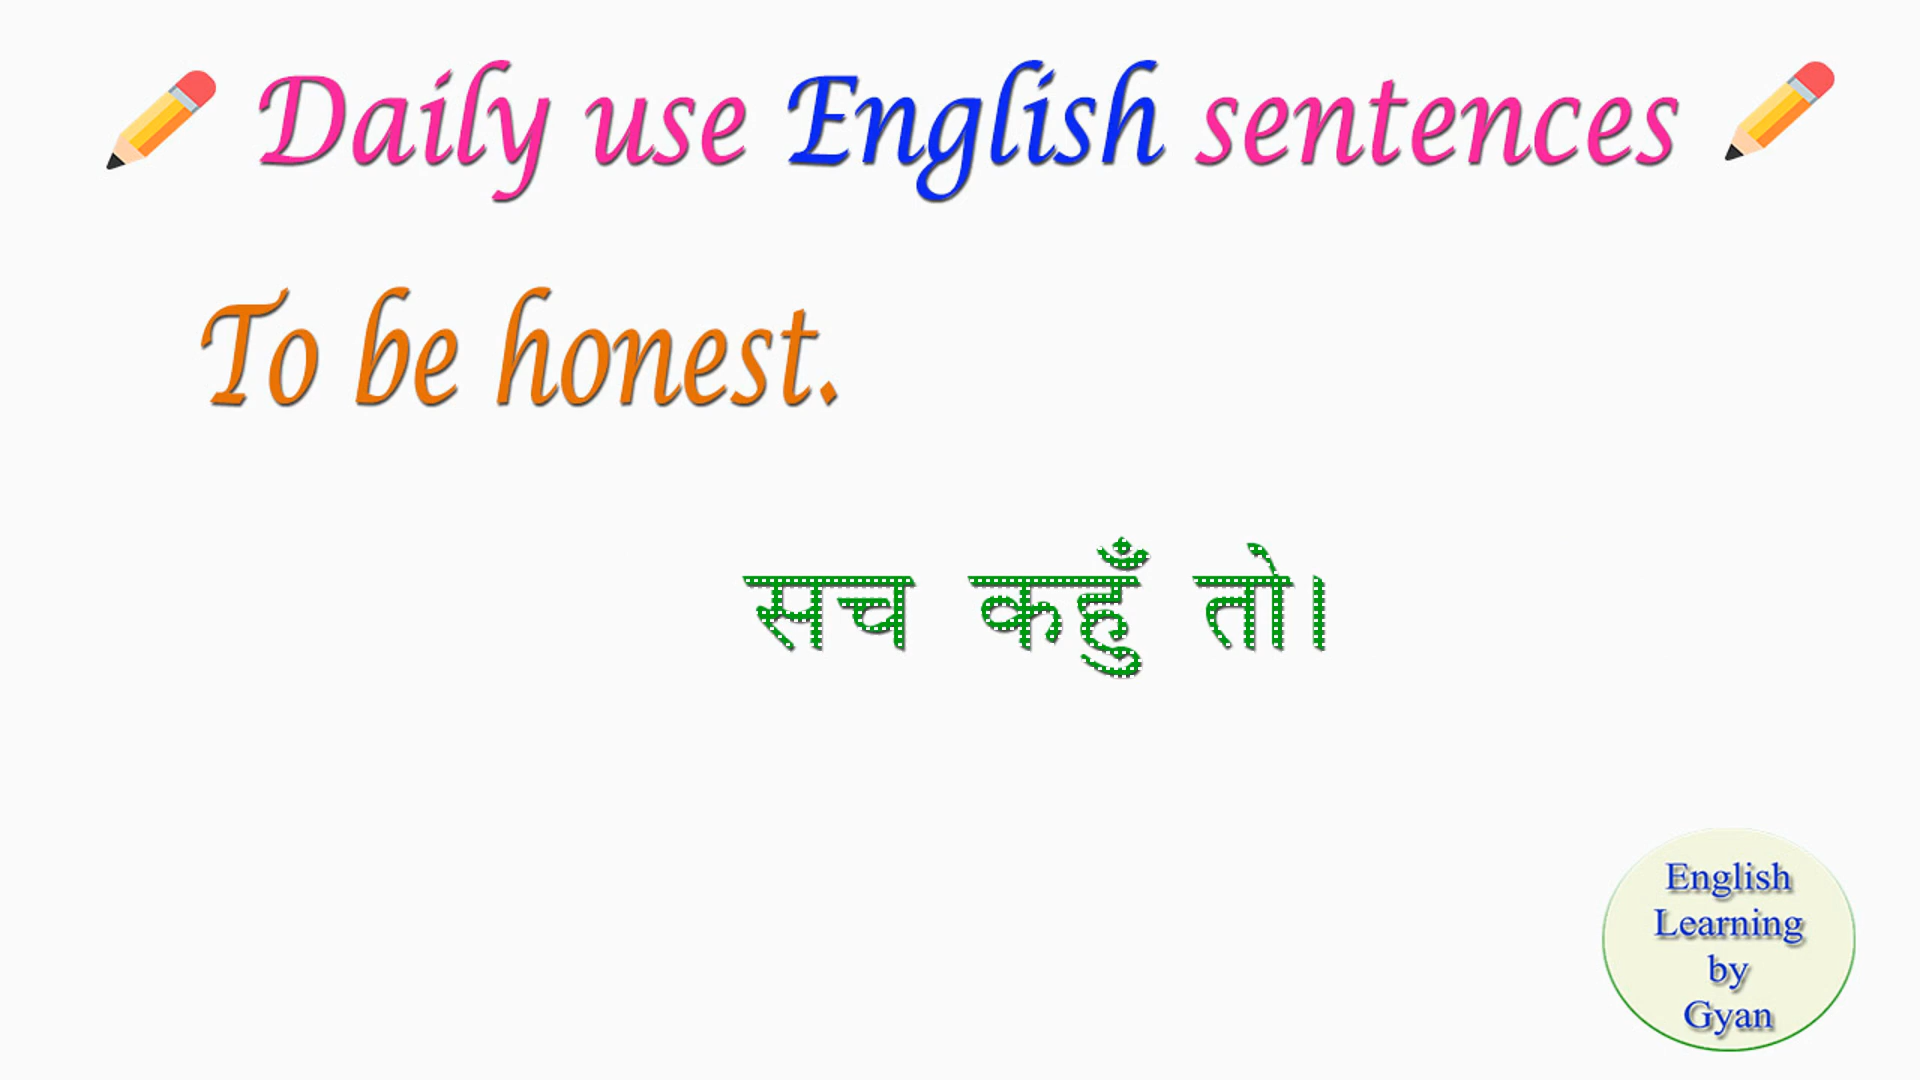 Daily use English sentences
To be honest.
सच कहुँ तो।
English
Learning
by
Gyan